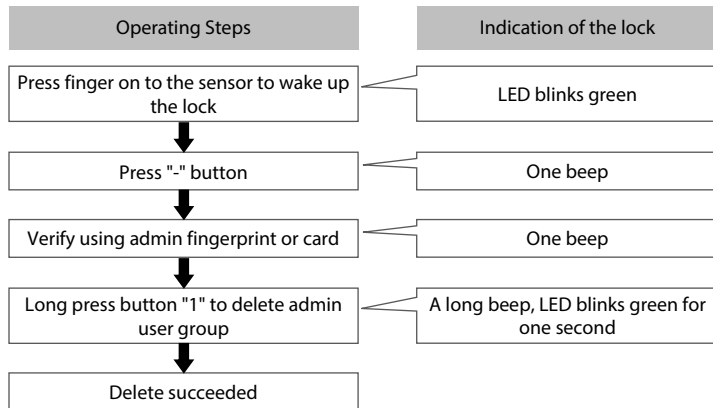 Operating Steps
Indication of the lock
Press finger on to the sensor to wake up
the lock
LED blinks green
Press "-" button
One beep
Verify using admin fingerprint or card
One beep
Long press button "1" to delete admin
user group
A long beep, LED blinks green for
one second
Delete succeeded